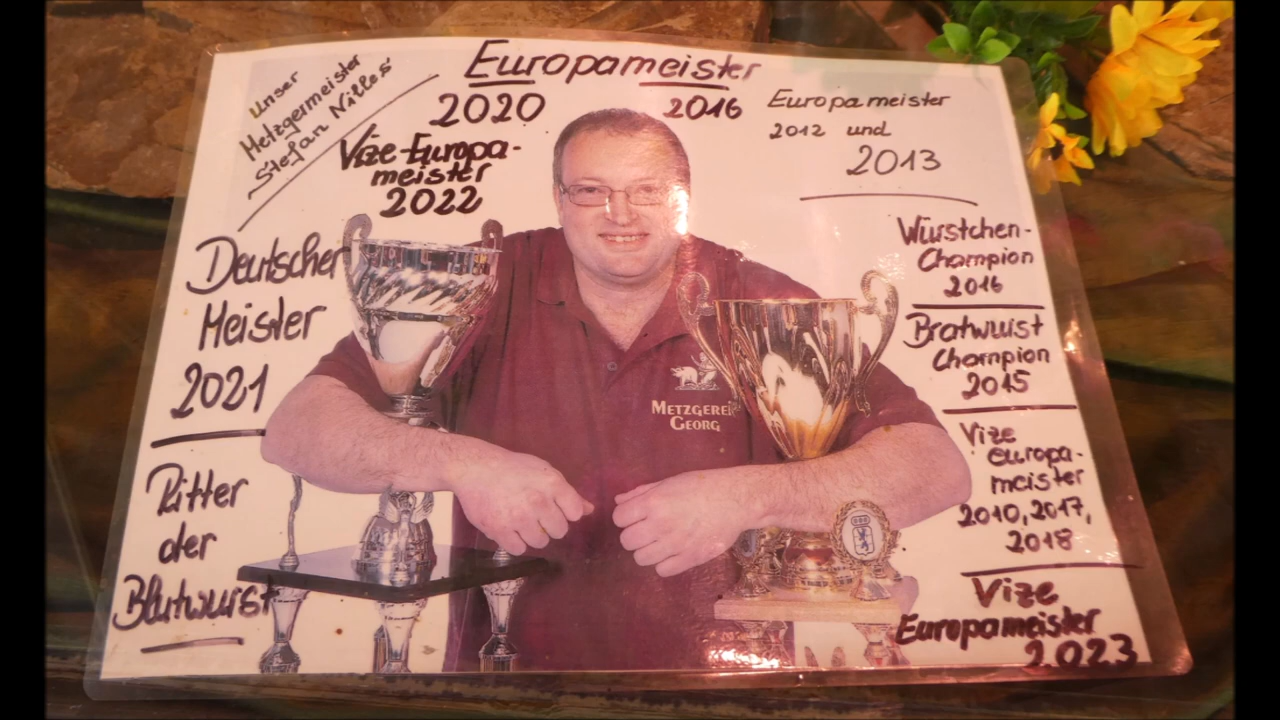 Unser
Metzgermeister
Stefan Nilles
Europameister
2020
2016
Vize-Europa-
meister
2022
Europameister
2012 und
2013
Deutscher
Meister
2021
Ritter
der
Blutwurst
Würstchen-
Champion
2016
Bratwurst
Champion
2015
Vize
Europa-
meister
2010, 2017,
2018
Vize
Europameister
2023
METZGEREI
GEORG